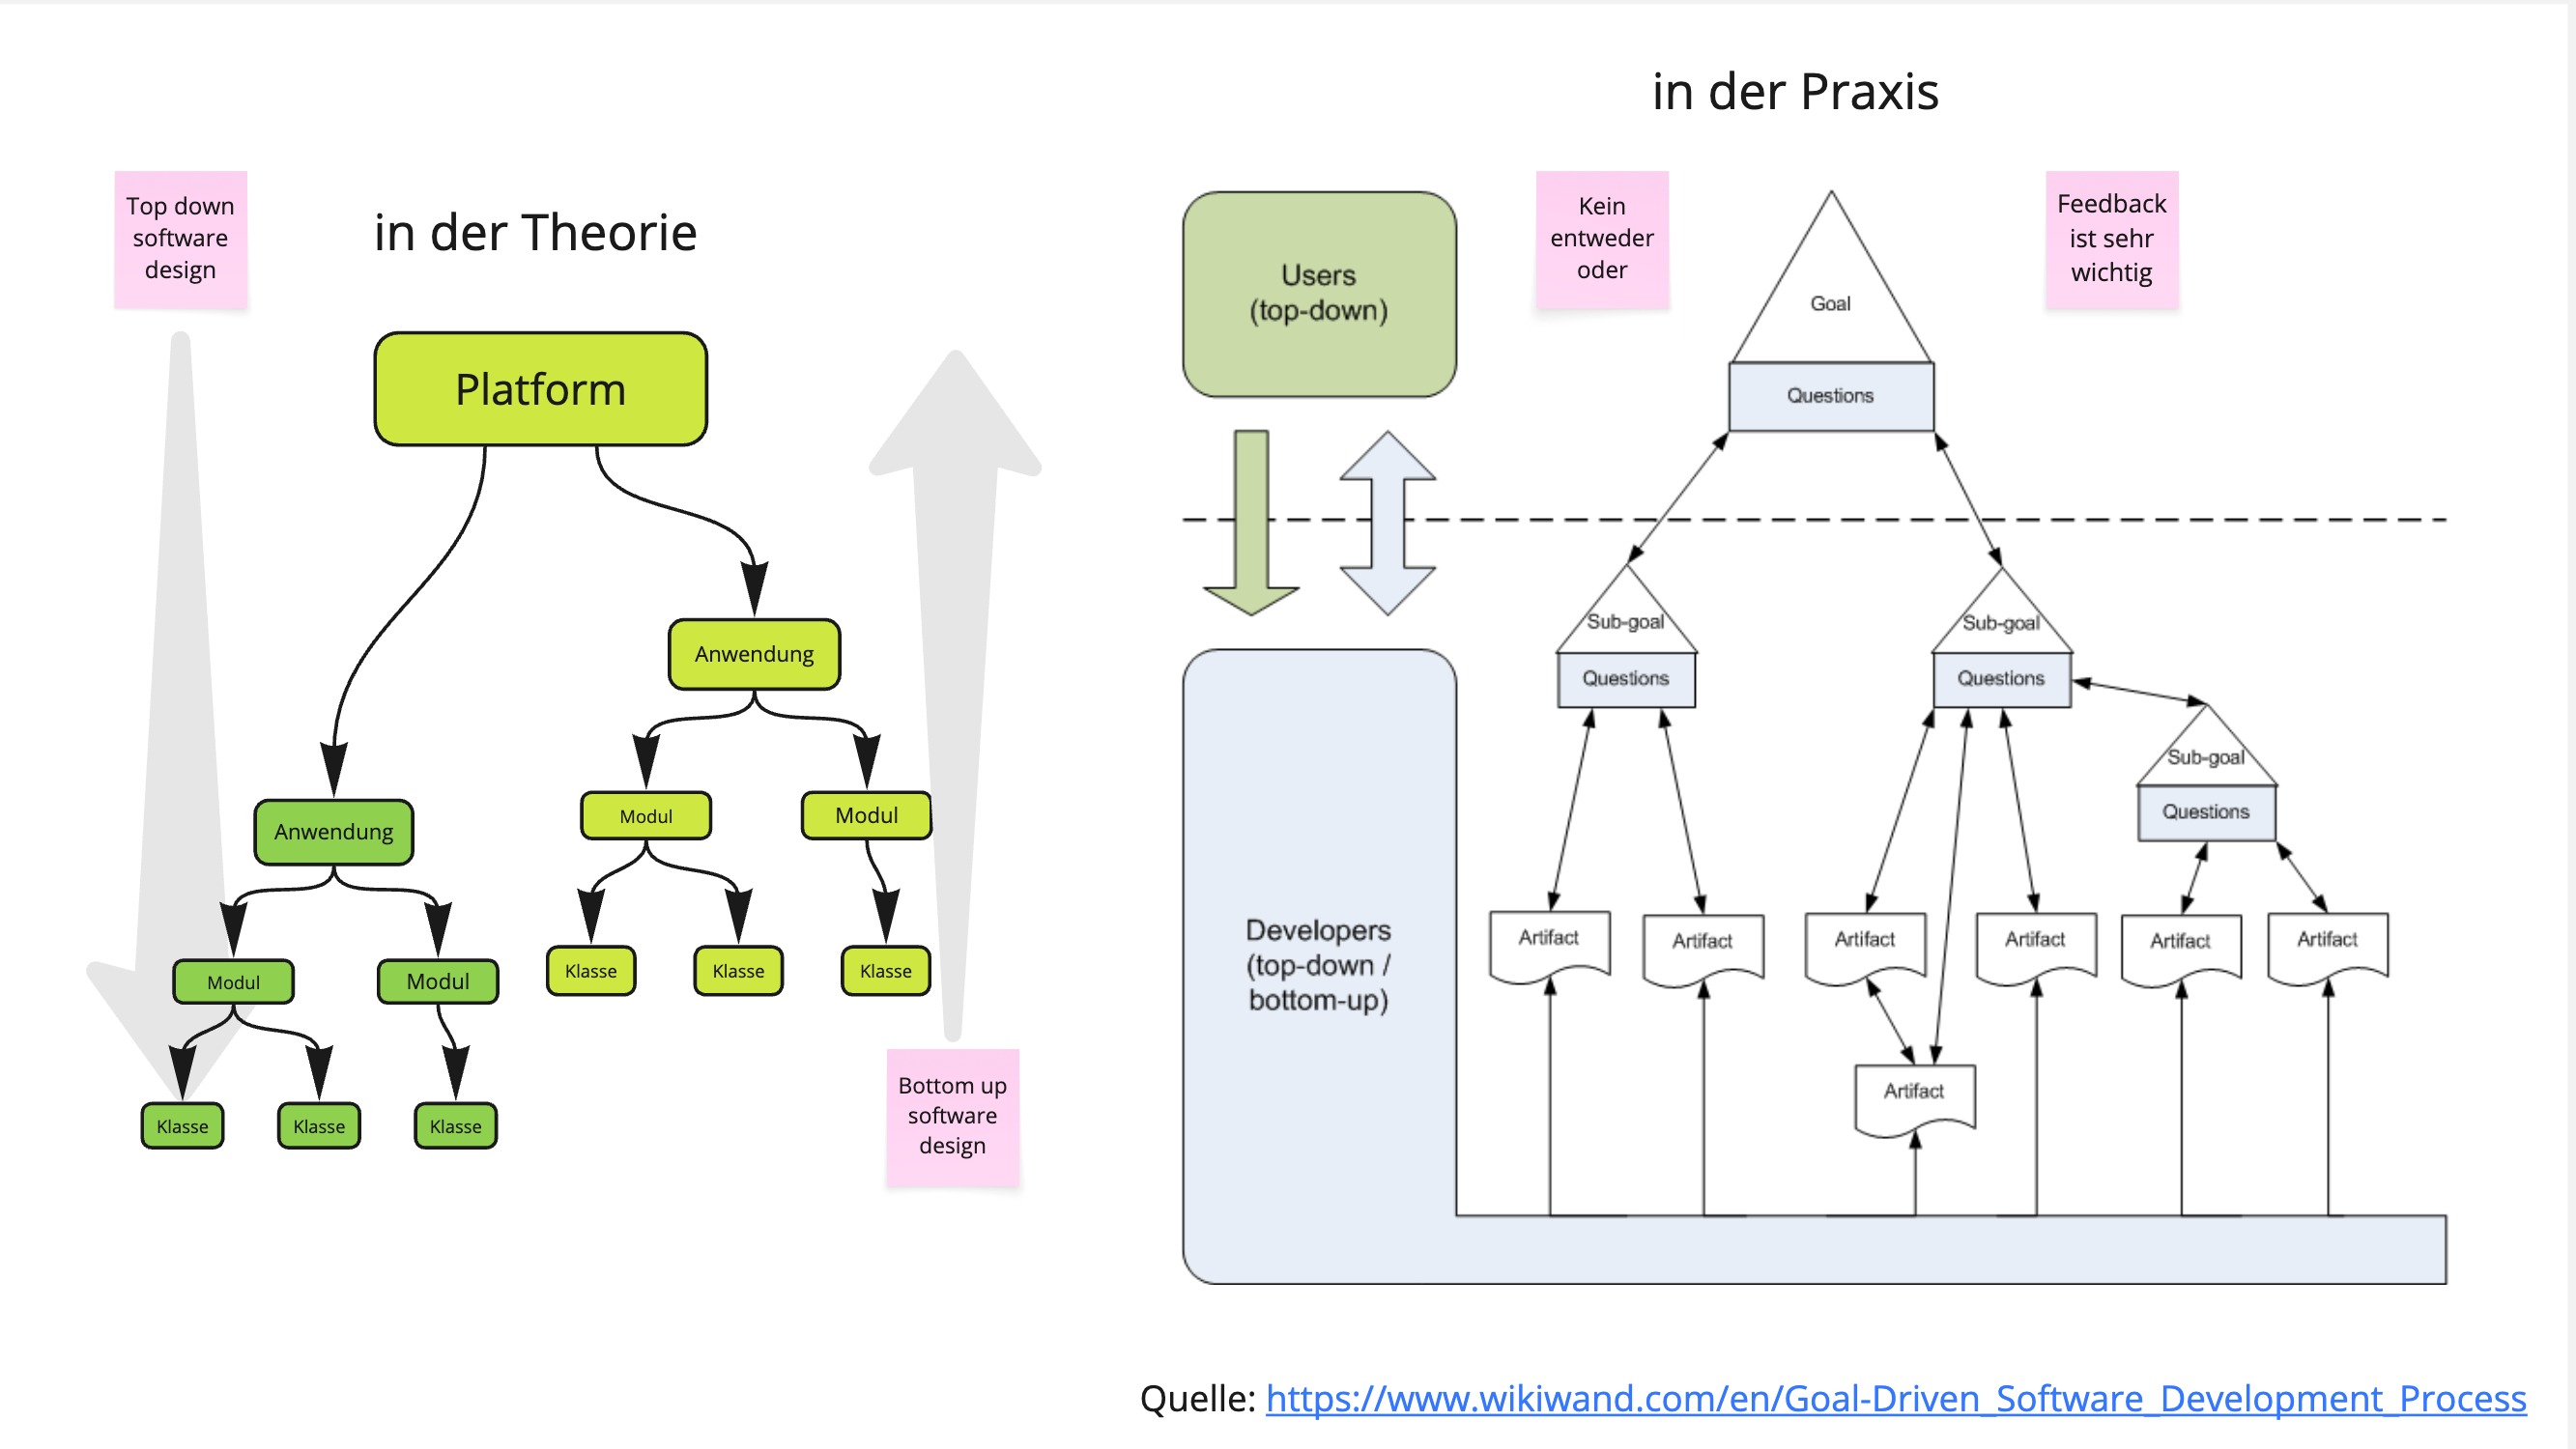 in der Praxis
Top down
software
design
in der Theorie
Platform
Anwendung
Modul
Modul
Klasse
Klasse
Klasse
Anwendung
Modul
Modul
Klasse
Klasse
Klasse
Bottom up
software
design
Users
(top-down)
Kein
entweder
oder
Feedback
ist sehr
wichtig
Goal
Questions
Sub-goal
Questions
Sub-goal
Questions
Sub-goal
Questions
Developers
(top-down /
bottom-up)
Artifact
Artifact
Artifact
Artifact
Artifact
Artifact
Artifact
Quelle: https://www.wikiwand.com/en/Goal-Driven_Software_Development_Process